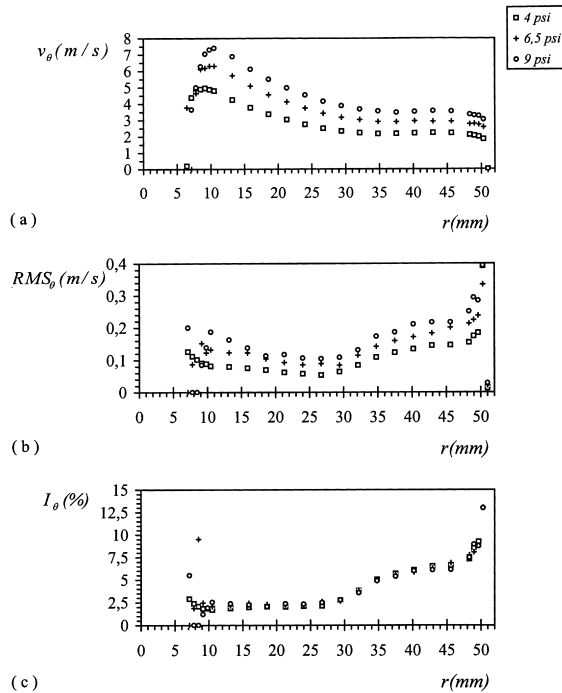 4 psi
6,5 psi
9 psi
v_θ (m/s)
8
7
6
5
4
3
2
1
0
0 5 10 15 20 25 30 35 40 45 50
(a)
r(mm)
RMS_θ (m/s)
0,4
0,3
0,2
0,1
0
0 5 10 15 20 25 30 35 40 45 50
(b)
r(mm)
I_θ (%)
15
12,5
10
7,5
5
2,5
0
0 5 10 15 20 25 30 35 40 45 50
(c)
r(mm)